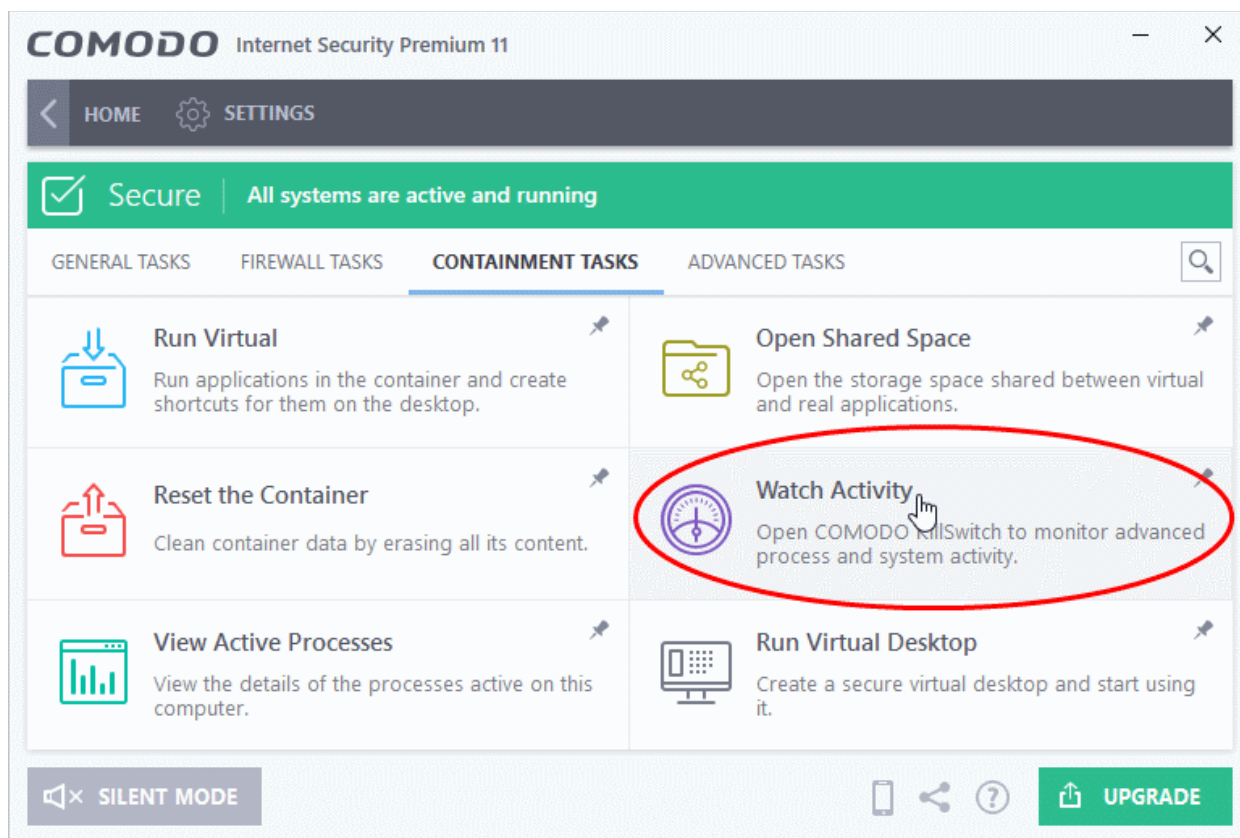 COMODO Internet Security Premium 11
HOME SETTINGS
Secure All systems are active and running
GENERAL TASKS FIREWALL TASKS CONTAINMENT TASKS ADVANCED TASKS
Run Virtual
Run applications in the container and create
shortcuts for them on the desktop.
Open Shared Space
Open the storage space shared between virtual
and real applications.
Reset the Container
Clean container data by erasing all its content.
Watch Activity
Open COMODO KillSwitch to monitor advanced
process and system activity.
View Active Processes
View the details of the processes active on this
computer.
Run Virtual Desktop
Create a secure virtual desktop and start using
it.
SILENT MODE
?
UPGRADE